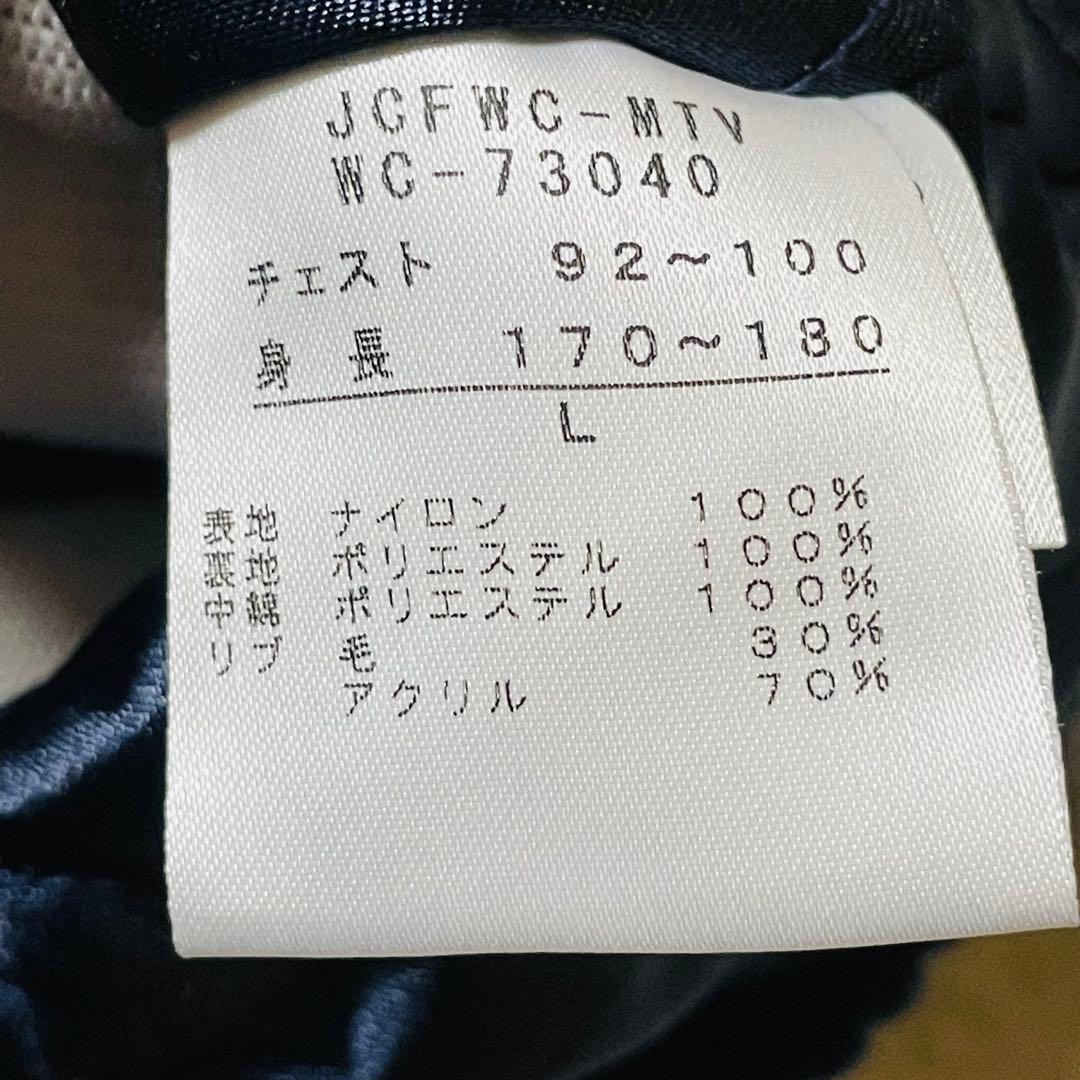 JCFWC-MTV
WC-73040
チェスト 92~100
身長 170~180
L
表地 ナイロン 100%
裏地 ポリエステル 100%
中綿 ポリエステル 100%
リブ 毛 30%
アクリル 70%